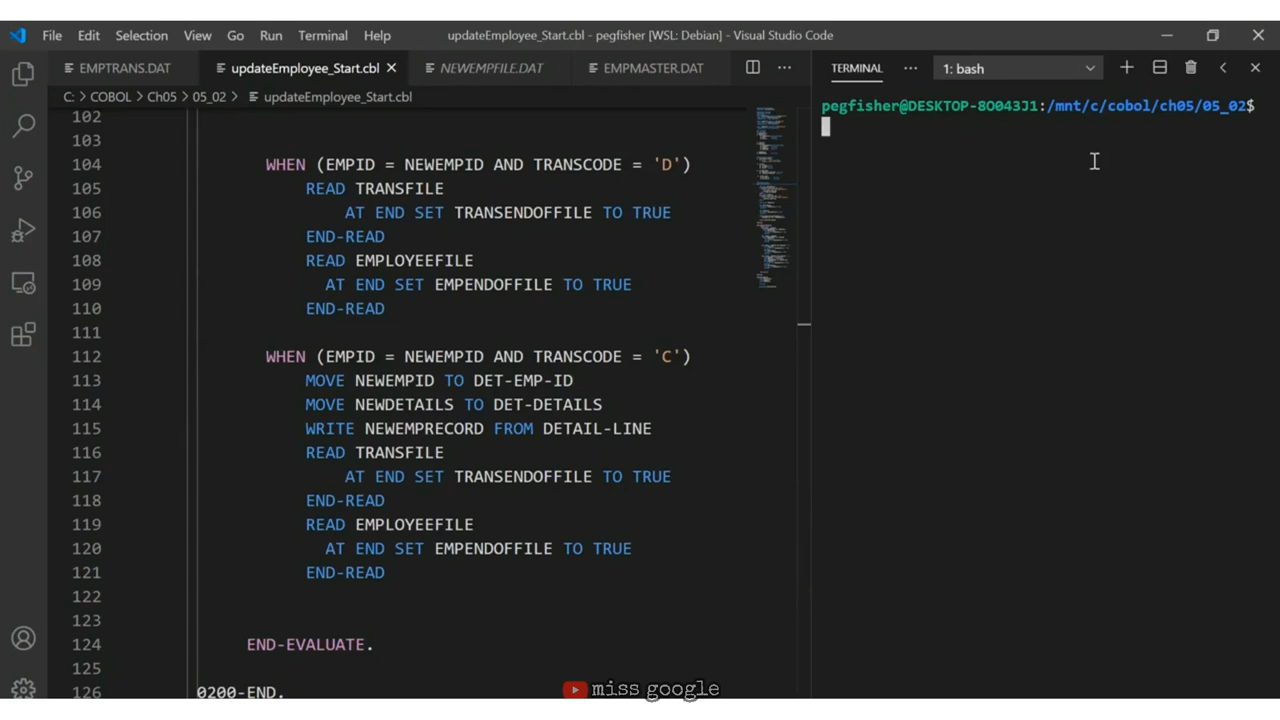 File Edit Selection View Go Run Terminal Help updateEmployee_Start.cbl - pegfisher [WSL: Debian] - Visual Studio Code
EMPTRANS.DAT updateEmployee_Start.cbl NEWEMPFILE.DAT EMPMASTER.DAT
C: > COBOL > Ch05 > 05_02 > updateEmployee_Start.cbl
102
103
104 WHEN (EMPID = NEWEMPID AND TRANSCODE = 'D')
105 READ TRANSFILE
106 AT END SET TRANSENDOFFILE TO TRUE
107 END-READ
108 READ EMPLOYEEFILE
109 AT END SET EMPENDOFFILE TO TRUE
110 END-READ
111
112 WHEN (EMPID = NEWEMPID AND TRANSCODE = 'C')
113 MOVE NEWEMPID TO DET-EMP-ID
114 MOVE NEWDETAILS TO DET-DETAILS
115 WRITE NEWEMPRECORD FROM DETAIL-LINE
116 READ TRANSFILE
117 AT END SET TRANSENDOFFILE TO TRUE
118 END-READ
119 READ EMPLOYEEFILE
120 AT END SET EMPENDOFFILE TO TRUE
121 END-READ
122
123
124 END-EVALUATE.
125
126 0200-END.
TERMINAL 1: bash
pegfisher@DESKTOP-8O043J1:/mnt/c/cobol/ch05/05_02$
miss google